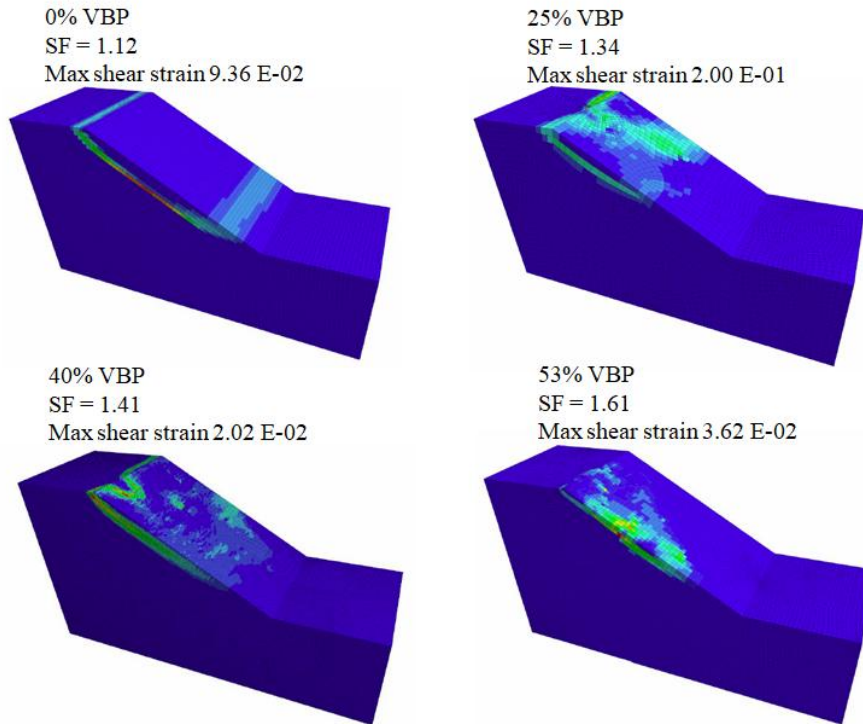 0% VBP
SF = 1.12
Max shear strain 9.36 E-02
25% VBP
SF = 1.34
Max shear strain 2.00 E-01
40% VBP
SF = 1.41
Max shear strain 2.02 E-02
53% VBP
SF = 1.61
Max shear strain 3.62 E-02